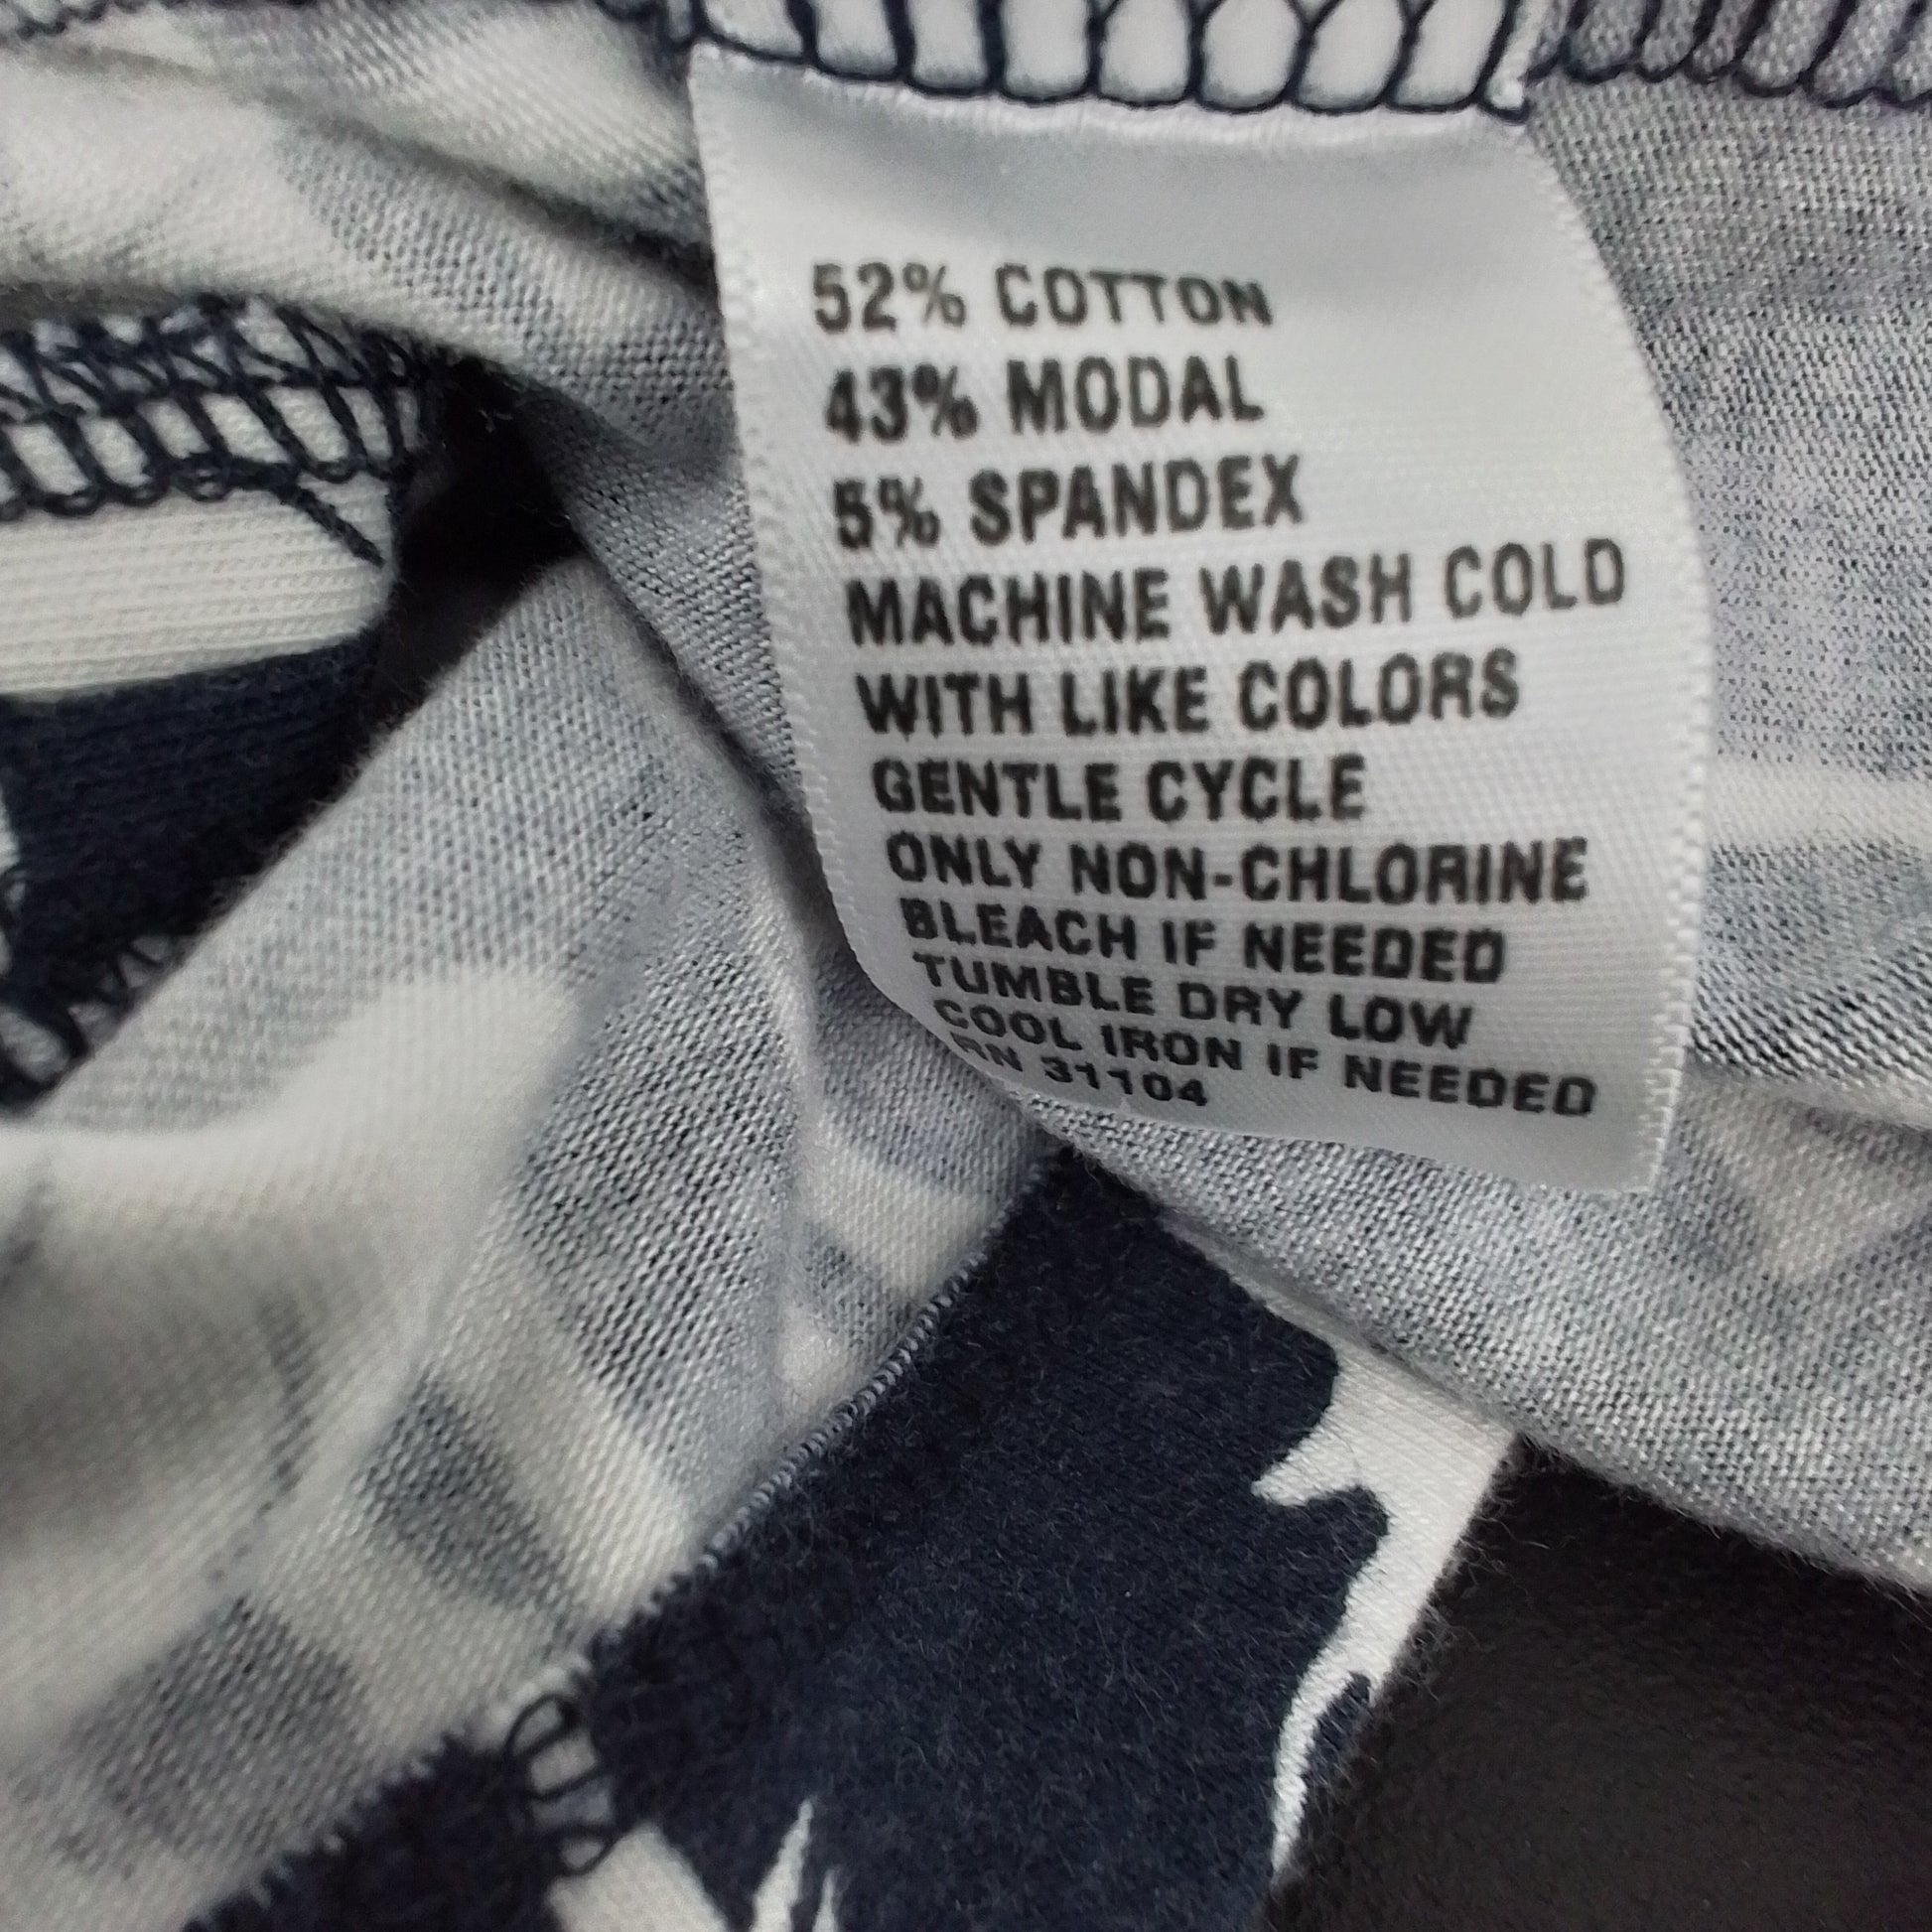 52% COTTON
43% MODAL
5% SPANDEX
MACHINE WASH COLD
WITH LIKE COLORS
GENTLE CYCLE
ONLY NON-CHLORINE
BLEACH IF NEEDED
TUMBLE DRY LOW
COOL IRON IF NEEDED
RN 31104